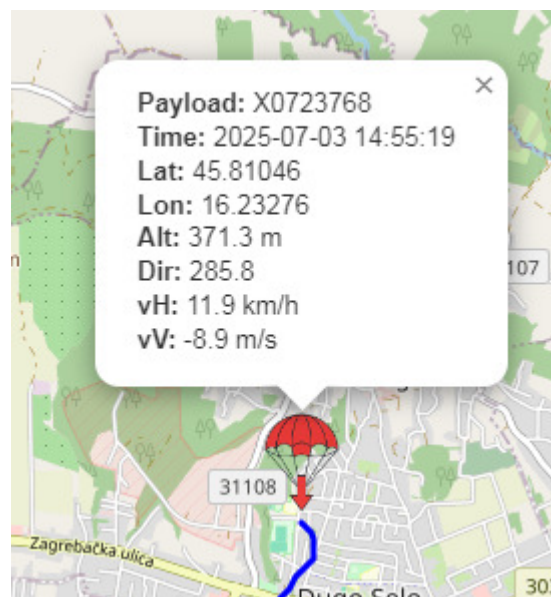 ×
Payload: X0723768
Time: 2025-07-03 14:55:19
Lat: 45.81046
Lon: 16.23276
Alt: 371.3 m
Dir: 285.8
vH: 11.9 km/h
vV: -8.9 m/s
107
31108
Zagrebačka ulica
Dugo Selo
30